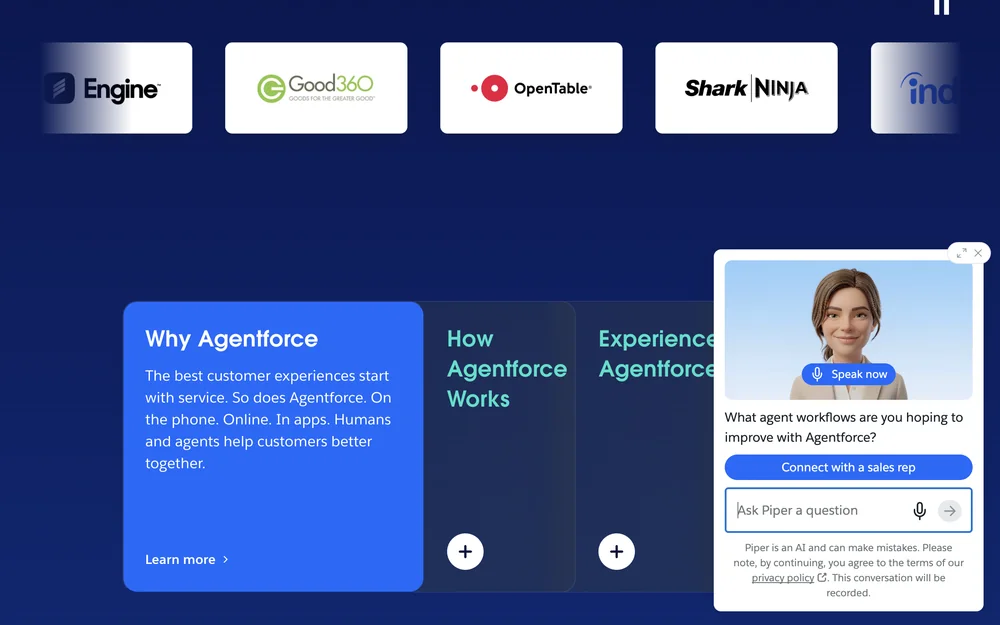 Engine™
Good360
GOODS FOR THE GREATER GOOD®
OpenTable®
Shark|NINJA
ind
Why Agentforce
The best customer experiences start
with service. So does Agentforce. On
the phone. Online. In apps. Humans
and agents help customers better
together.
Learn more
How
Agentforce
Works
Experience
Agentforce
Speak now
What agent workflows are you hoping to
improve with Agentforce?
Connect with a sales rep
Ask Piper a question
Piper is an AI and can make mistakes. Please
note, by continuing, you agree to the terms of our
privacy policy. This conversation will be
recorded.